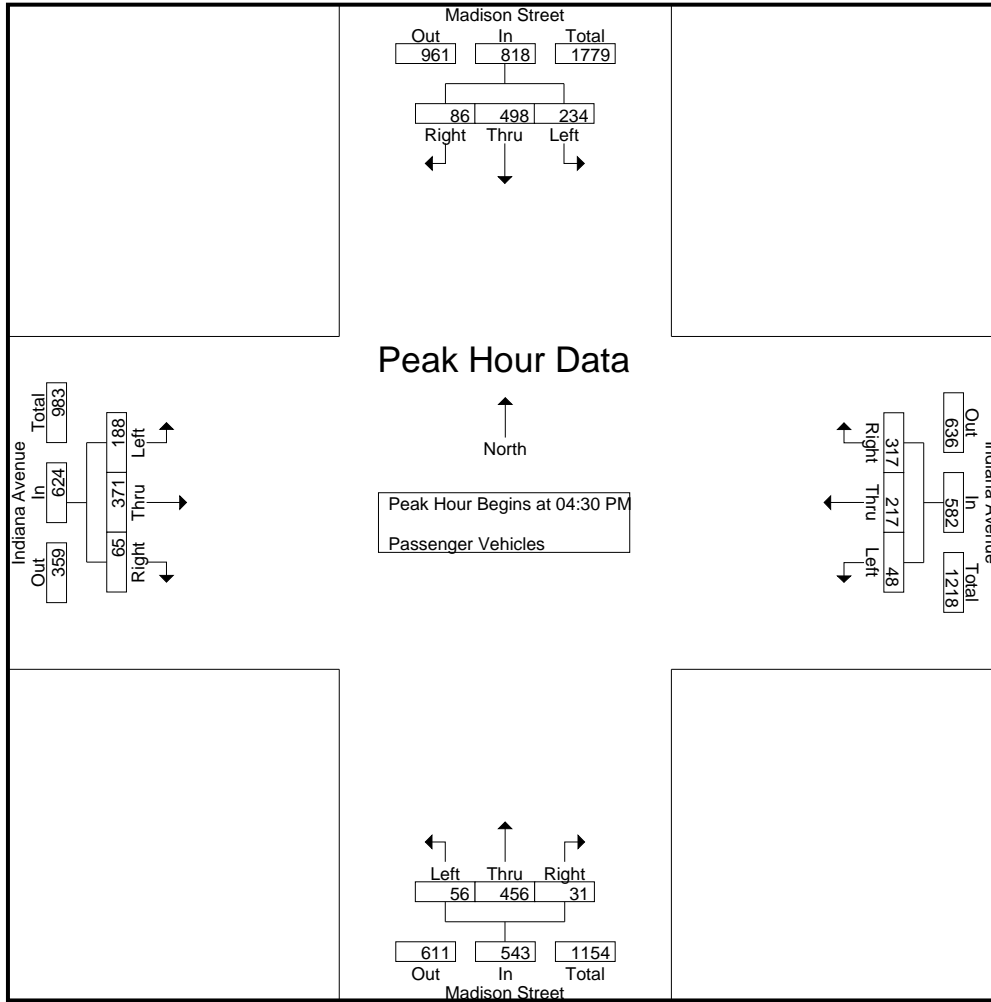 Madison Street
Out In Total
961 818 1779
86 498 234
Right Thru Left
Peak Hour Data
North
Peak Hour Begins at 04:30 PM
Passenger Vehicles
Indiana Avenue
Out In Total
359 624 983
Left Thru Right
188 371 65
Indiana Avenue
Out In Total
636 582 1218
317 217 48
Right Thru Left
Left Thru Right
56 456 31
611 543 1154
Out In Total
Madison Street